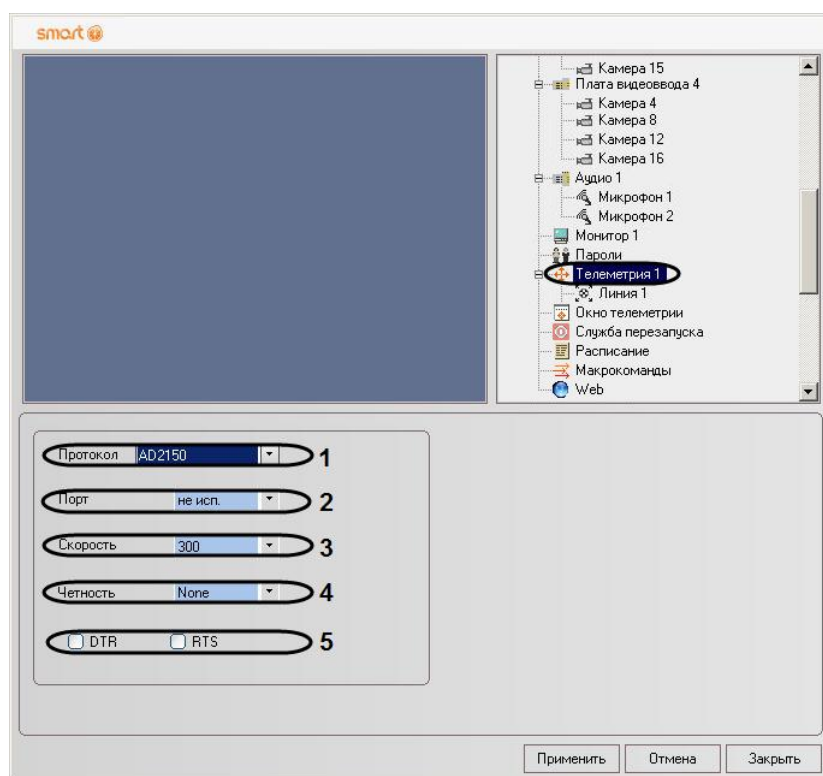 smart
Камера 15
Плата видеоввода 4
Камера 4
Камера 8
Камера 12
Камера 16
Аудио 1
Микрофон 1
Микрофон 2
Монитор 1
Пароли
Телеметрия 1
Линия 1
Окно телеметрии
Служба перезапуска
Расписание
Макрокоманды
Web
Протокол AD2150 1
Порт не исп. 2
Скорость 300 3
Четность None 4
DTR RTS 5
Применить Отмена Закрыть